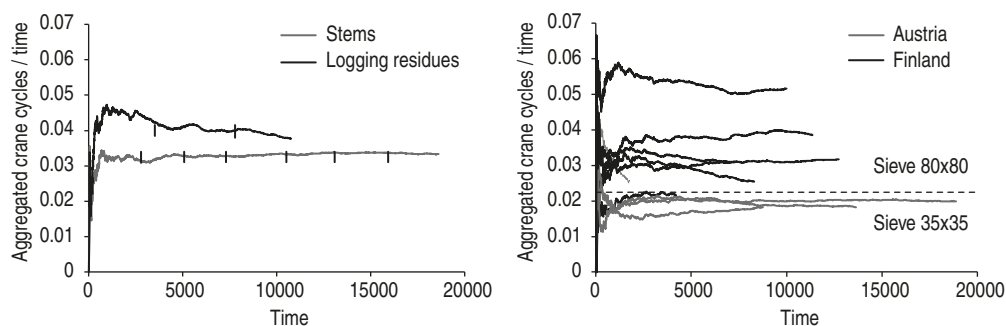 Aggregated crane cycles / time
0.07
0.06
0.05
0.04
0.03
0.02
0.01
0
Stems
Logging residues
0
5000
10000
15000
20000
Time
Aggregated crane cycles / time
0.07
0.06
0.05
0.04
0.03
0.02
0.01
0
Austria
Finland
Sieve 80x80
Sieve 35x35
0
5000
10000
15000
20000
Time